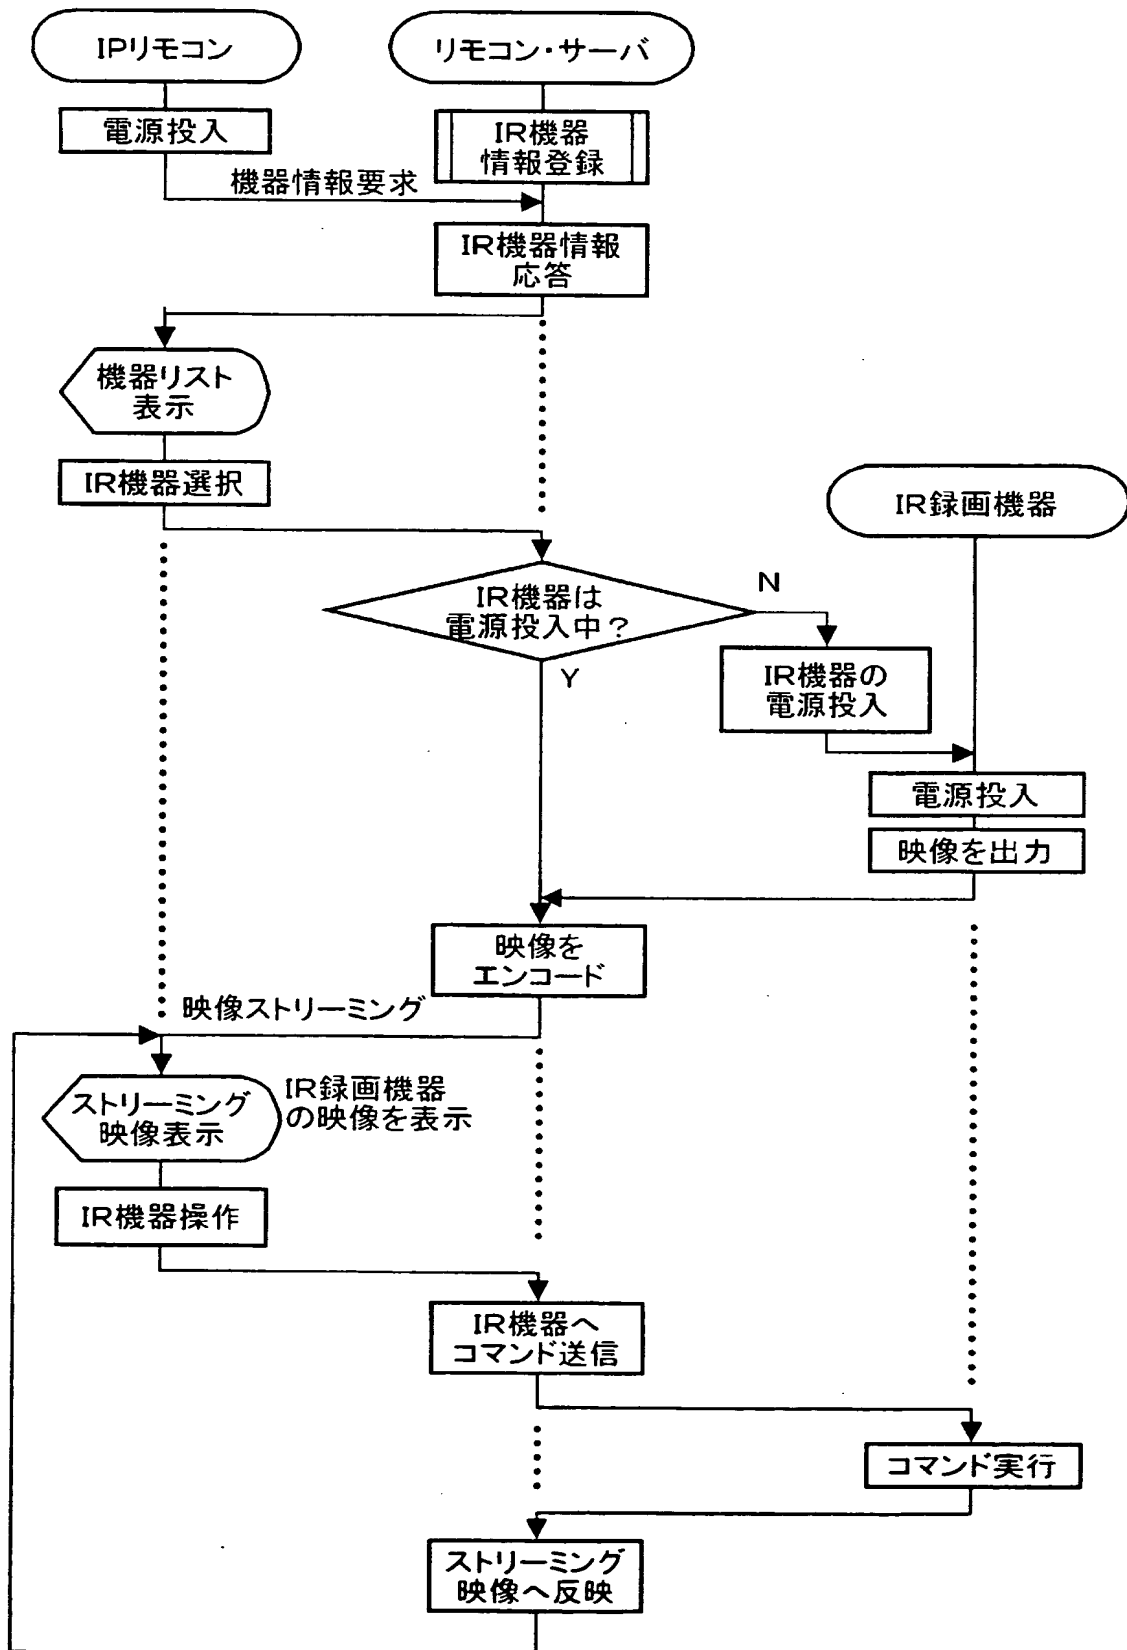 IPリモコン
リモコン・サーバ
電源投入
IR機器
情報登録
機器情報要求
IR機器情報
応答
機器リスト
表示
IR機器選択
IR録画機器
IR機器は
電源投入中？
N
Y
IR機器の
電源投入
電源投入
映像を出力
映像を
エンコード
映像ストリーミング
ストリーミング
映像表示
IR録画機器
の映像を表示
IR機器操作
IR機器へ
コマンド送信
コマンド実行
ストリーミング
映像へ反映